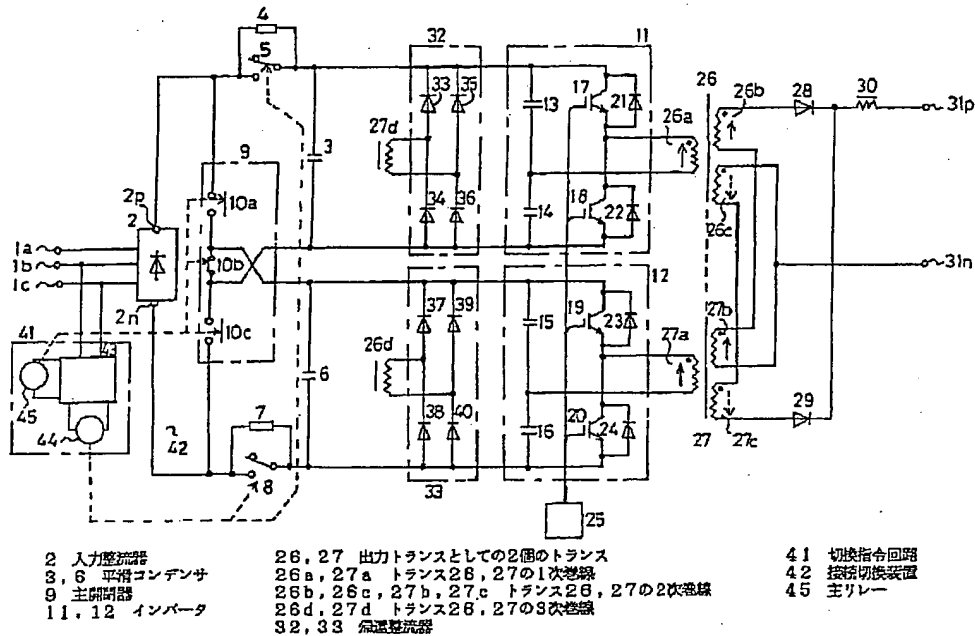 4
5
32
11
33
35
17
21
26
26b
28
30
31p
13
26a
27d
3
9
2p
2
10a
34
36
14
18
22
26c
1a
1b
1c
10b
31n
12
2n
37
39
15
19
23
27a
27b
41
43
10c
26d
6
45
38
40
16
20
24
29
44
42
7
8
33
25
27
27c
2 入力整流器
3, 6 平滑コンデンサ
9 主開閉器
11, 12 インバータ
26, 27 出力トランスとしての2個のトランス
26a, 27a トランス26, 27の1次巻線
26b, 26c, 27b, 27c トランス26, 27の2次巻線
26d, 27d トランス26, 27の3次巻線
32, 33 帰還整流器
41 切換指令回路
42 接続切換装置
45 主リレー